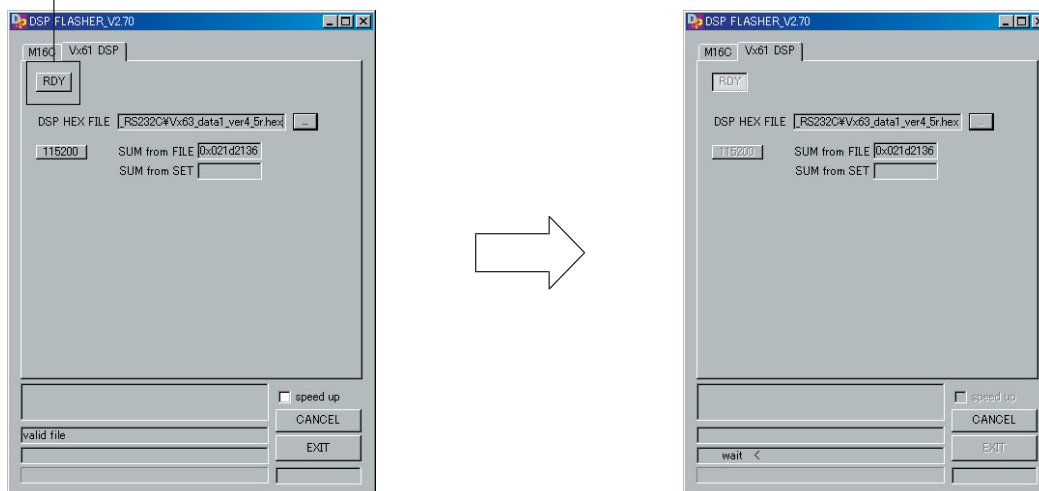 DSP FLASHER_V2.70
M16C Vx61 DSP
RDY
DSP HEX FILE _RS232C¥Vx63_data1_ver4_5r.hex ...
115200 SUM from FILE 0x021d2136
SUM from SET
speed up
CANCEL
valid file
EXIT
DSP FLASHER_V2.70
M16C Vx61 DSP
RDY
DSP HEX FILE _RS232C¥Vx63_data1_ver4_5r.hex ...
115200 SUM from FILE 0x021d2136
SUM from SET
speed up
CANCEL
EXIT
wait <